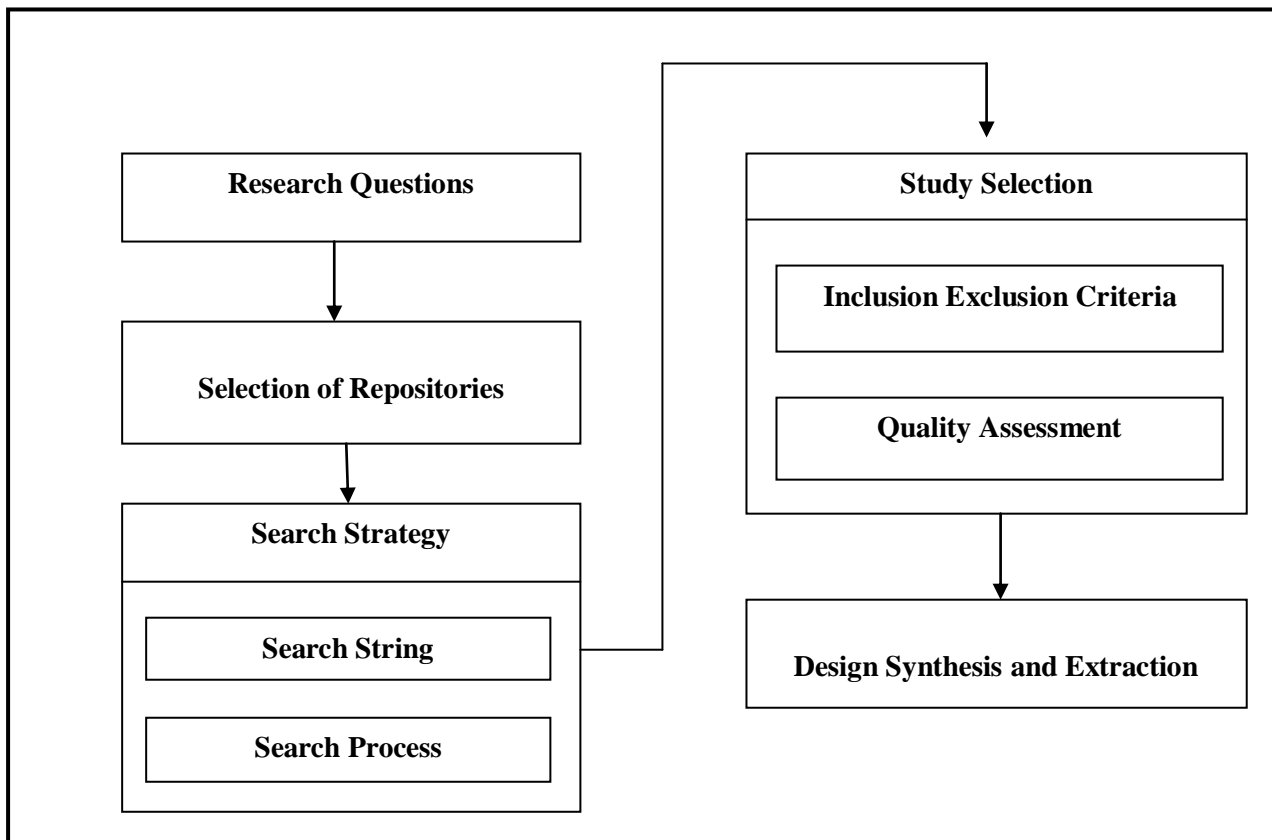 Research Questions
Selection of Repositories
Search Strategy
Search String
Search Process
Study Selection
Inclusion Exclusion Criteria
Quality Assessment
Design Synthesis and Extraction